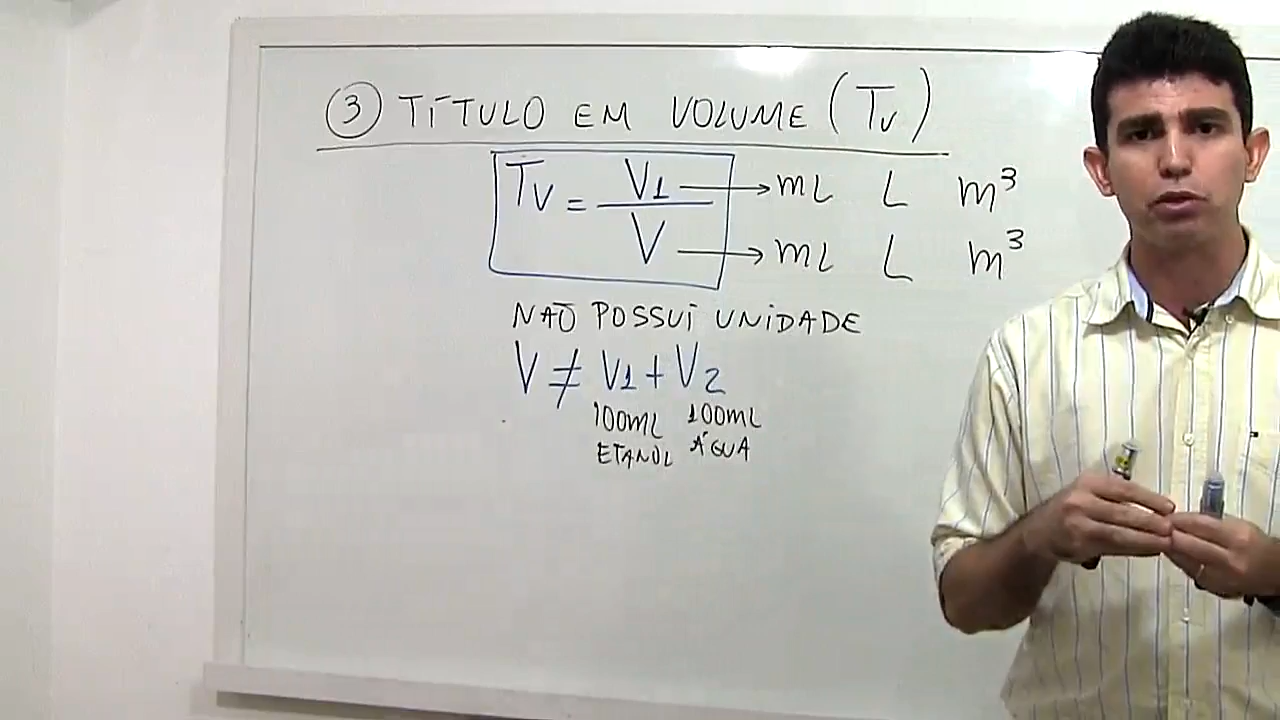 3 TÍTULO EM VOLUME (Tv)
Tv = V1 / V
→ mL L m³
→ mL L m³
NÃO POSSUI UNIDADE
V ≠ V1 + V2
100mL 100mL
ETANOL ÁGUA